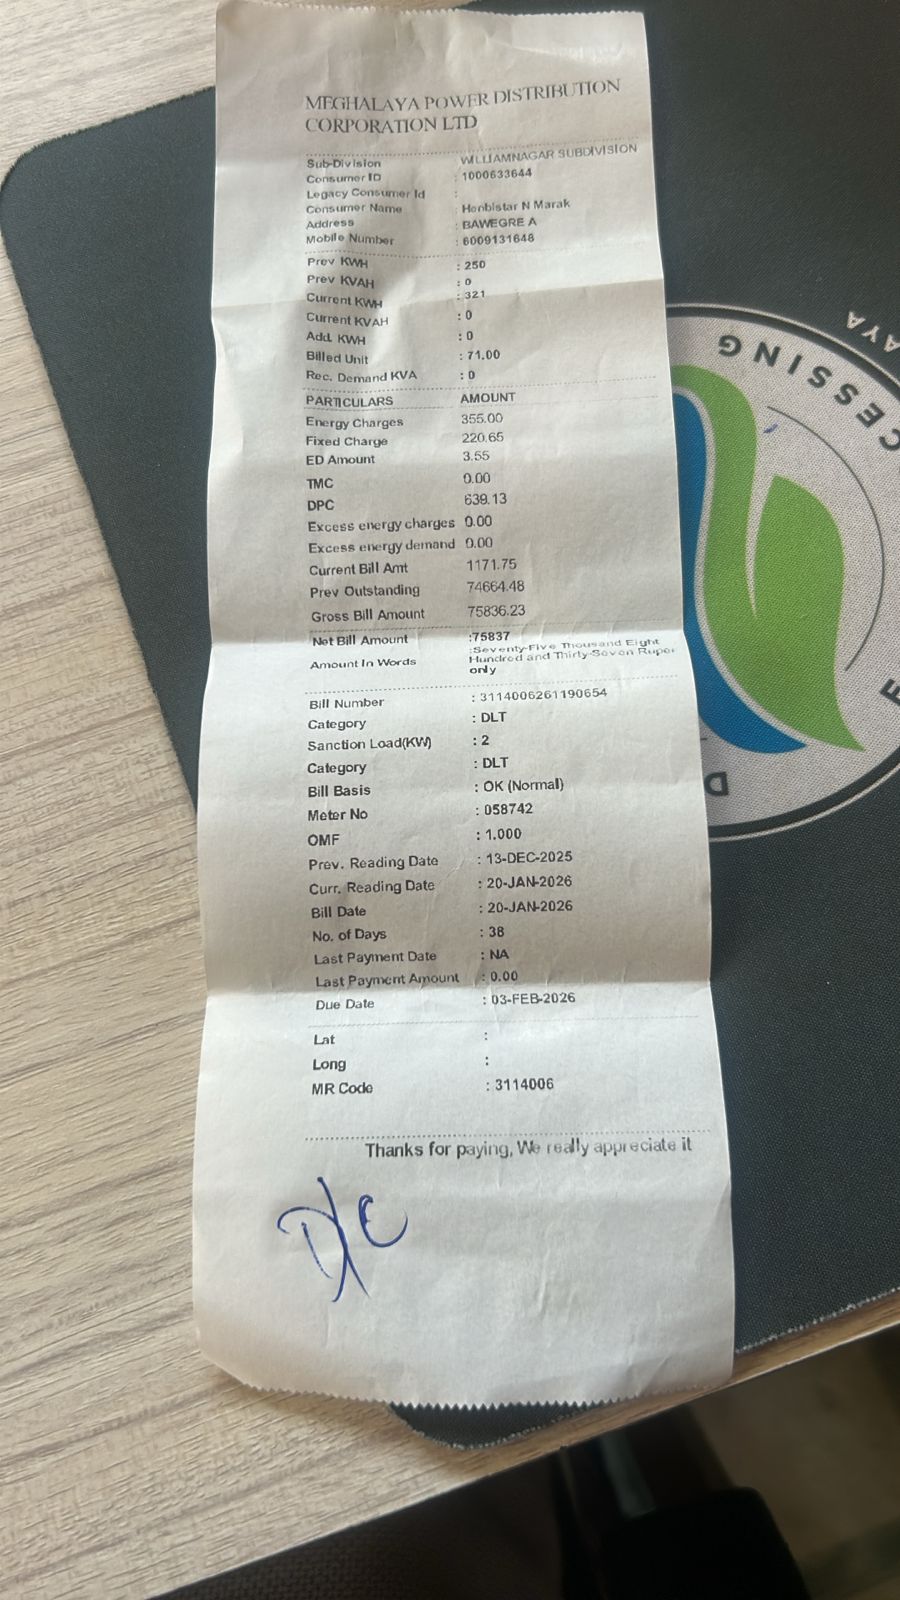 MEGHALAYA POWER DISTRIBUTION
CORPORATION LTD
Sub-Division : WILLIAMNAGAR SUBDIVISION
Consumer ID : 1000633644
Legacy Consumer Id :
Consumer Name : Henbistar N Marak
Address : BAWEGRE A
Mobile Number : 6009131648
Prev KWH : 250
Prev KVAH : 0
Current KWH : 321
Current KVAH : 0
Add. KWH : 0
Billed Unit : 71.00
Rec. Demand KVA : 0
PARTICULARS AMOUNT
Energy Charges 355.00
Fixed Charge 220.65
ED Amount 3.55
TMC 0.00
DPC 639.13
Excess energy charges 0.00
Excess energy demand 0.00
Current Bill Amt 1171.75
Prev Outstanding 74664.48
Gross Bill Amount 75836.23
Net Bill Amount :75837
Amount In Words :Seventy-Five Thousand Eight
Hundred and Thirty-Seven Rupee
only
Bill Number : 3114006261190654
Category : DLT
Sanction Load(KW) : 2
Category : DLT
Bill Basis : OK (Normal)
Meter No : 058742
OMF : 1.000
Prev. Reading Date : 13-DEC-2025
Curr. Reading Date : 20-JAN-2026
Bill Date : 20-JAN-2026
No. of Days : 38
Last Payment Date : NA
Last Payment Amount : 0.00
Due Date : 03-FEB-2026
Lat :
Long :
MR Code : 3114006
Thanks for paying, We really appreciate it
CESSING
AYA